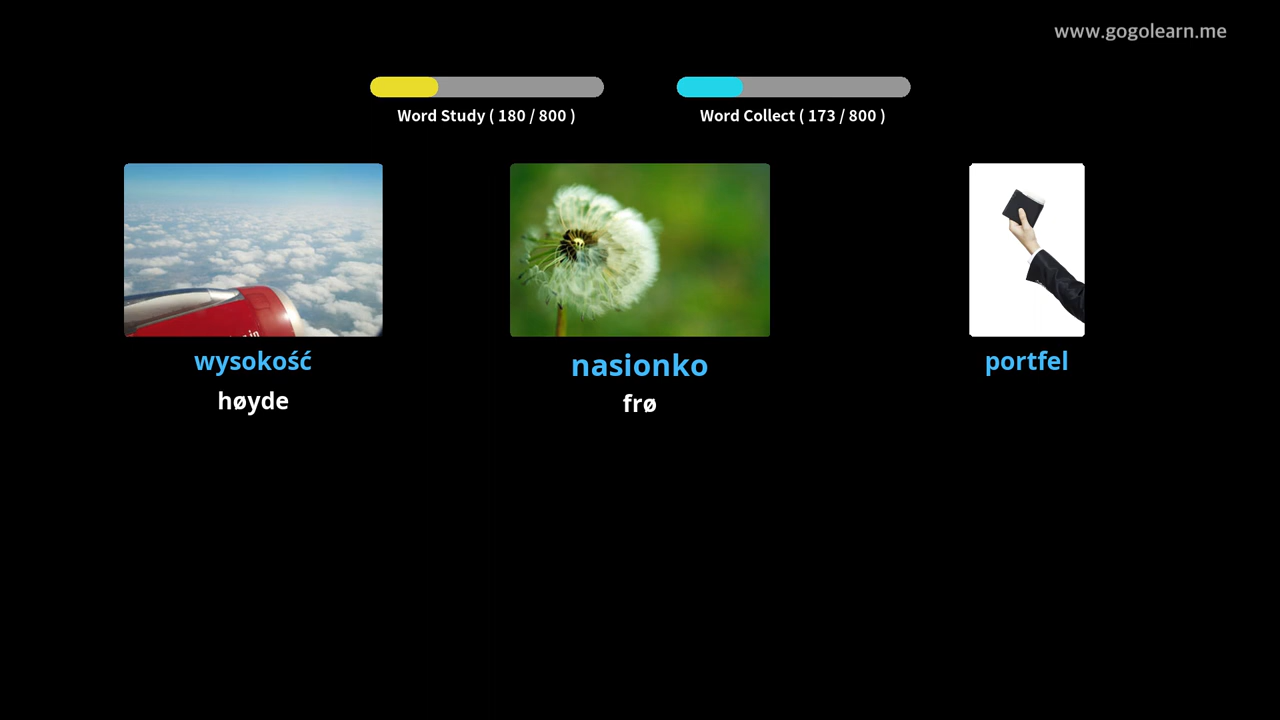 www.gogolearn.me
Word Study ( 180 / 800 )
Word Collect ( 173 / 800 )
wysokość
høyde
nasionko
frø
portfel